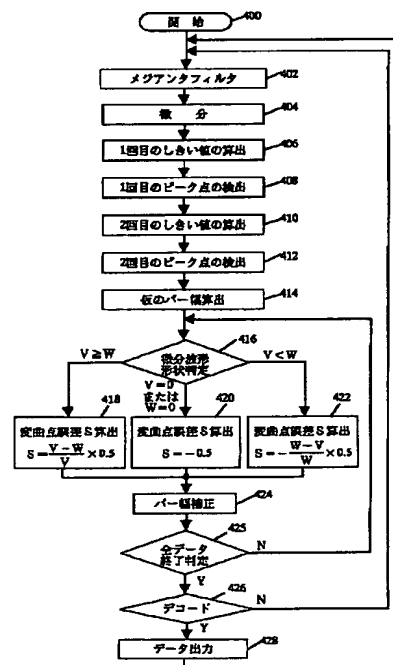 開 始
400
メジアンタフィルタ
402
微 分
404
1回目のしきい値の算出
406
1回目のピーク点の検出
408
2回目のしきい値の算出
410
2回目のピーク点の検出
412
仮のバー幅算出
414
416
微分波形
形状判定
V≧W
V<W
V=0
または
W=0
418
変曲点誤差S算出
S=(V-W)/V×0.5
420
変曲点誤差S算出
S=-0.5
422
変曲点誤差S算出
S=-(W-V)/W×0.5
バー幅補正
424
425
全データ
終了判定
N
Y
426
デコード
N
Y
データ出力
428